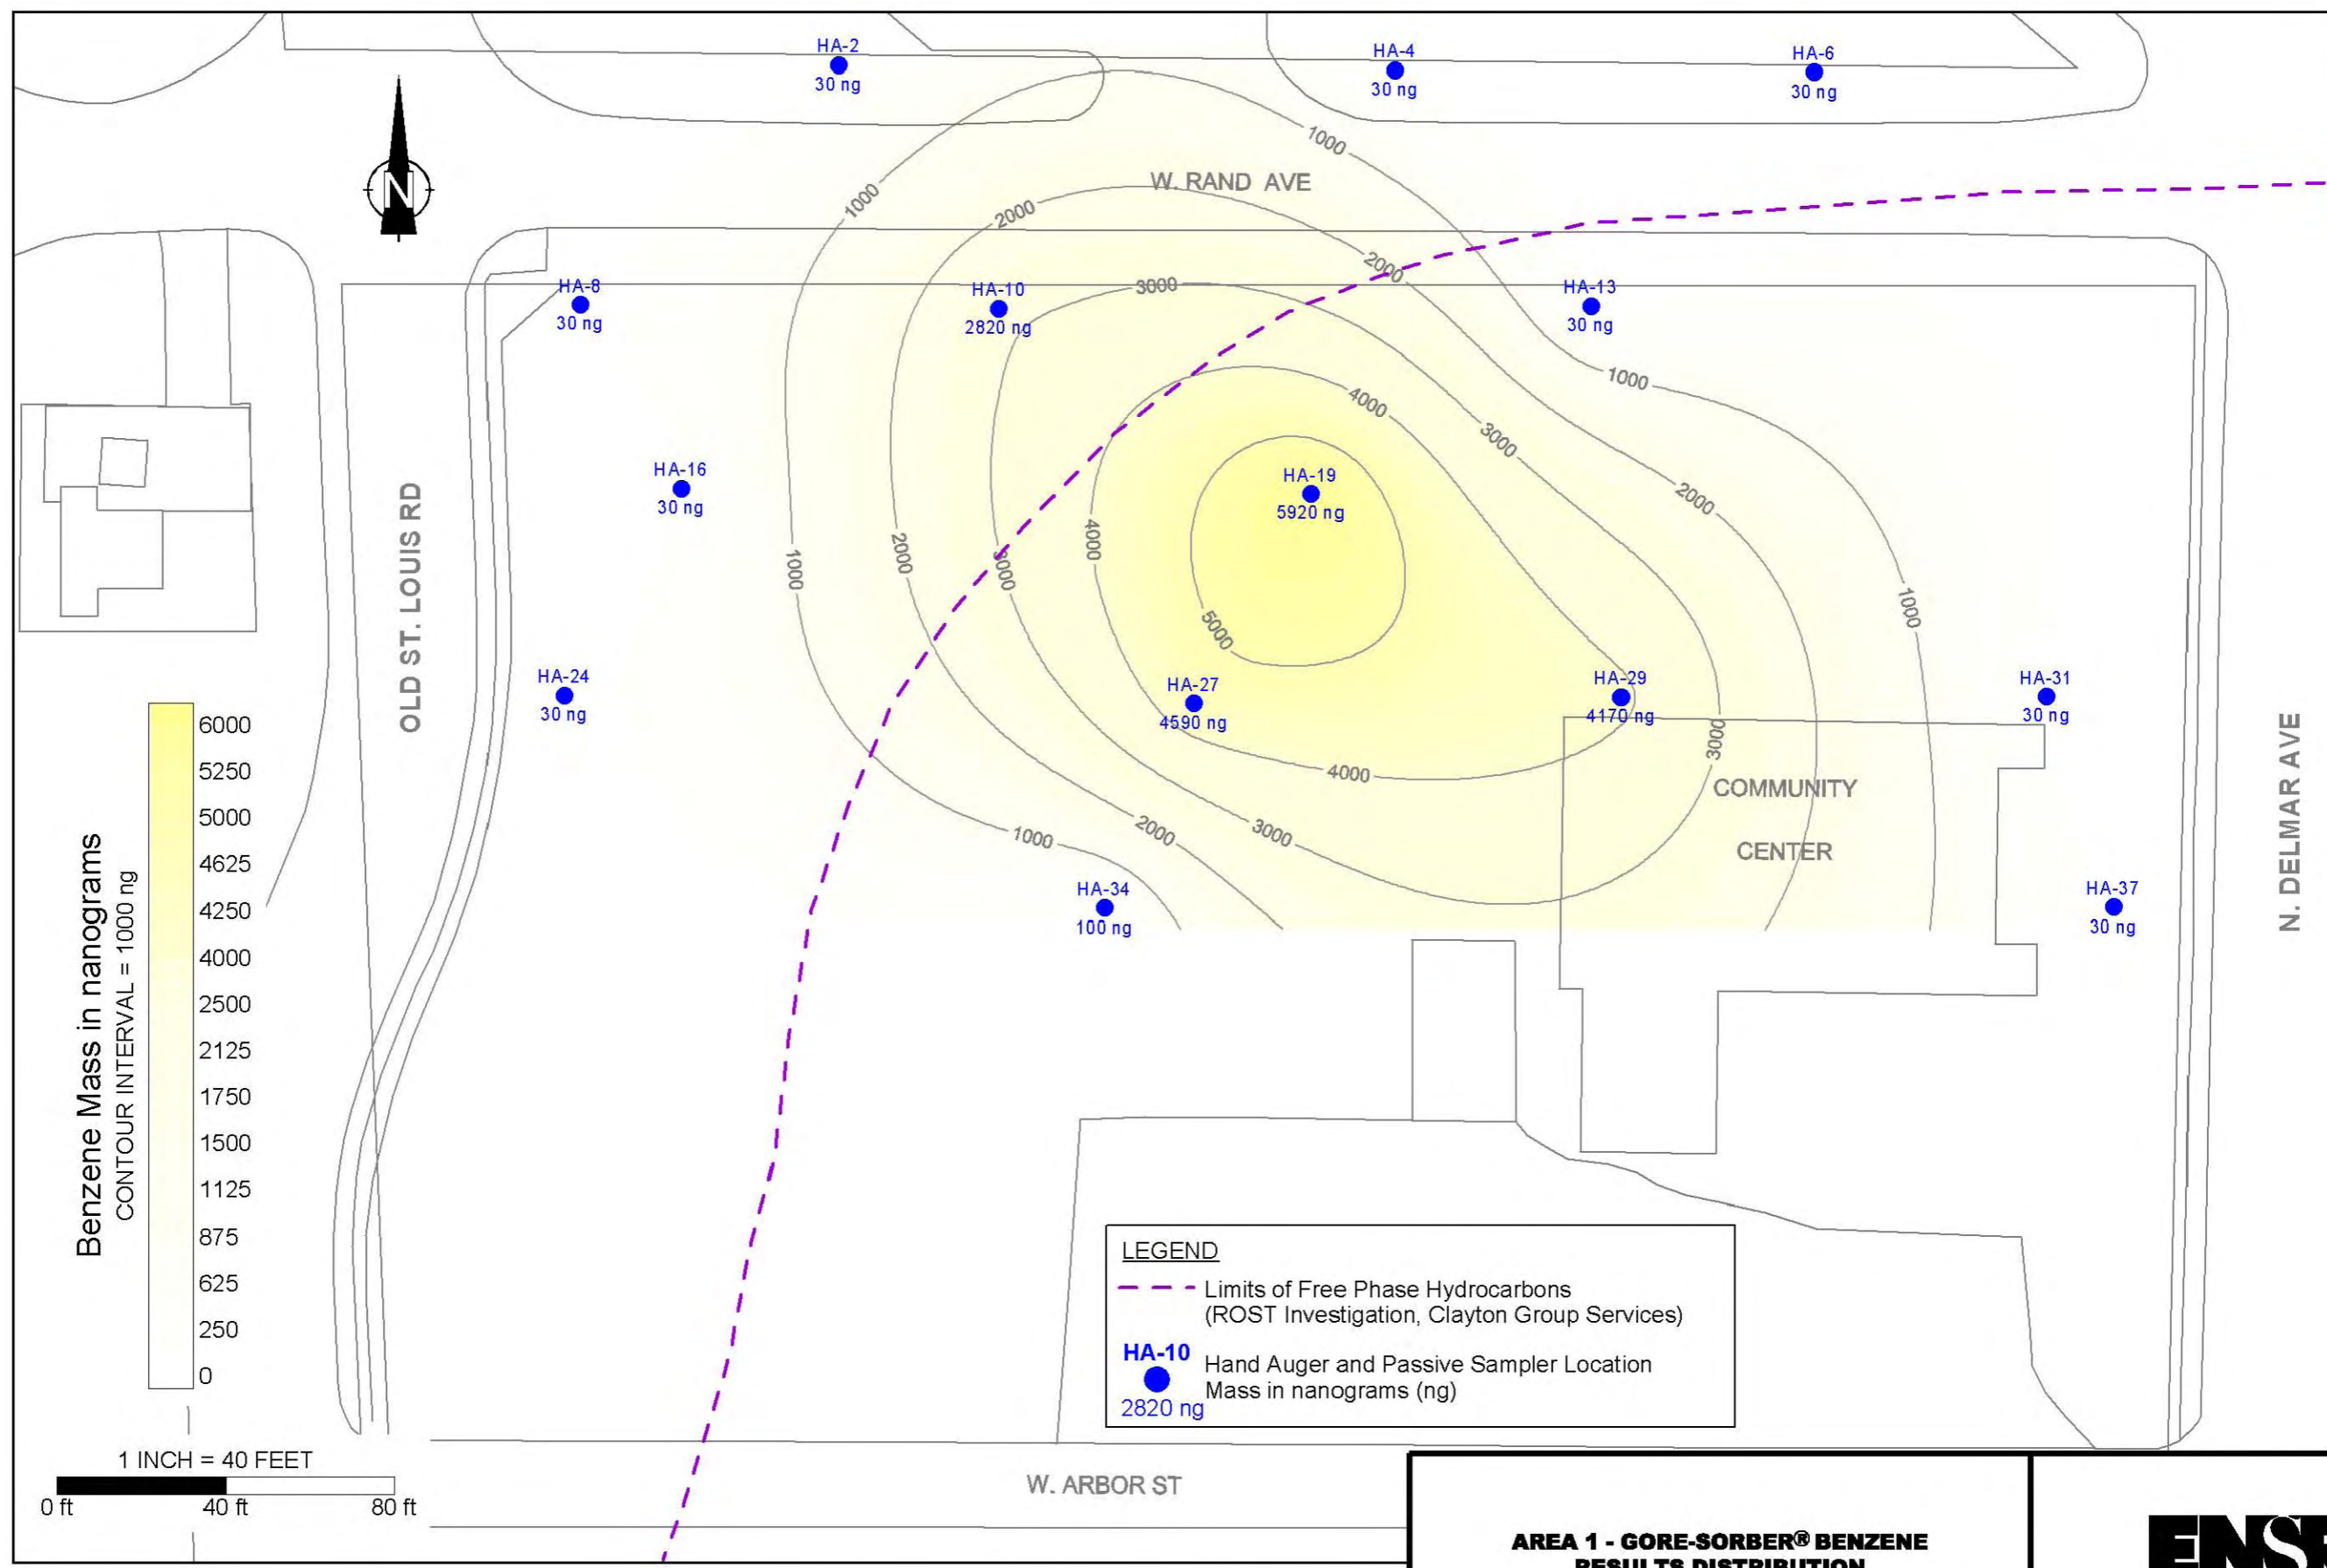 HA-2
30 ng
HA-4
30 ng
HA-6
30 ng
1000
W. RAND AVE
N
1000
2000
2000
HA-8
30 ng
HA-10
2820 ng
3000
HA-13
30 ng
1000
4000
3000
HA-16
30 ng
HA-19
5920 ng
2000
OLD ST. LOUIS RD
1000
2000
3000
4000
5000
1000
HA-24
30 ng
HA-27
4590 ng
HA-29
4170 ng
HA-31
30 ng
3000
4000
COMMUNITY
CENTER
N. DELMAR AVE
1000
2000
3000
HA-34
100 ng
HA-37
30 ng
Benzene Mass in nanograms
CONTOUR INTERVAL = 1000 ng
6000
5250
5000
4625
4250
4000
2500
2125
1750
1500
1125
875
625
250
0
LEGEND
Limits of Free Phase Hydrocarbons
(ROST Investigation, Clayton Group Services)
HA-10
Hand Auger and Passive Sampler Location
Mass in nanograms (ng)
2820 ng
1 INCH = 40 FEET
0 ft 40 ft 80 ft
W. ARBOR ST
AREA 1 - GORE-SORBER® BENZENE
RESULTS DISTRIBUTION